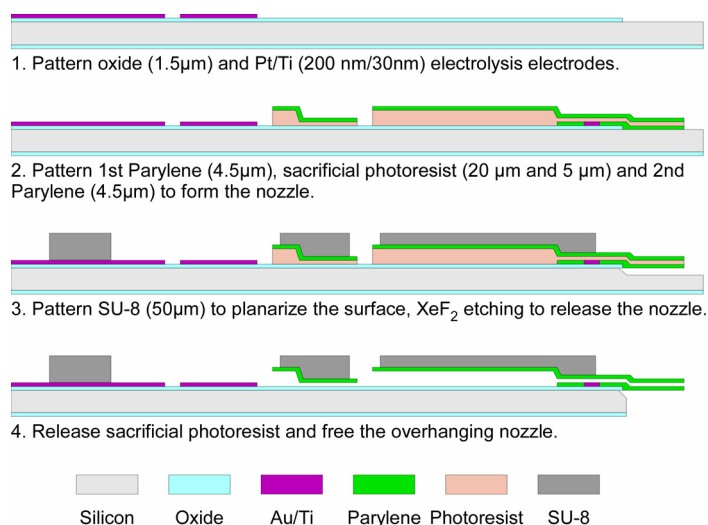 1. Pattern oxide (1.5μm) and Pt/Ti (200 nm/30nm) electrolysis electrodes.
2. Pattern 1st Parylene (4.5μm), sacrificial photoresist (20 μm and 5 μm) and 2nd
Parylene (4.5μm) to form the nozzle.
3. Pattern SU-8 (50μm) to planarize the surface, XeF2 etching to release the nozzle.
4. Release sacrificial photoresist and free the overhanging nozzle.
Silicon Oxide Au/Ti Parylene Photoresist SU-8